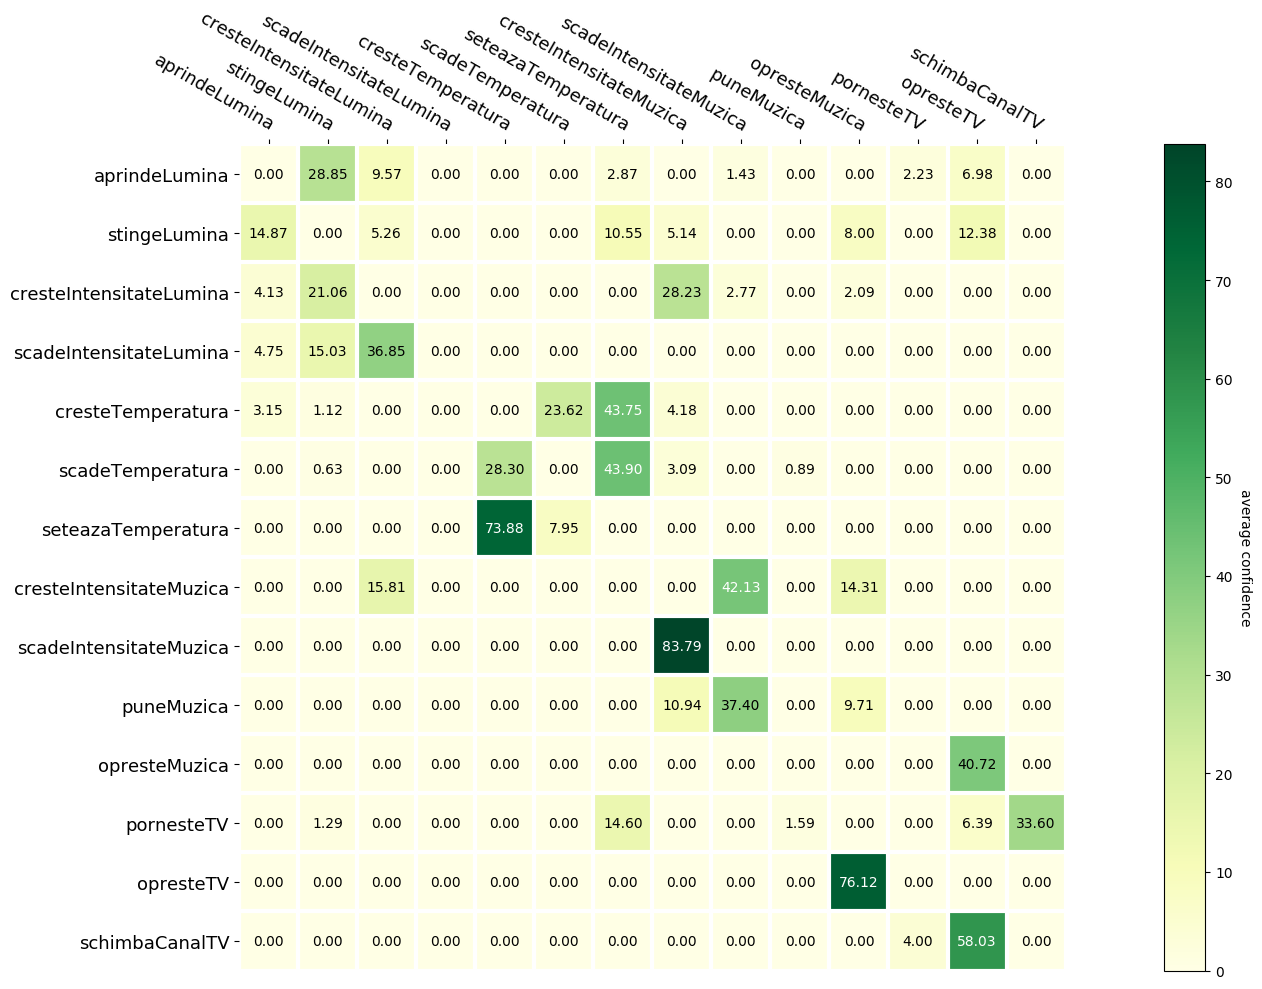 aprindeLumina
stingeLumina
cresteIntensitateLumina
scadeIntensitateLumina
cresteTemperatura
scadeTemperatura
seteazaTemperatura
cresteIntensitateMuzica
scadeIntensitateMuzica
puneMuzica
opresteMuzica
pornesteTV
opresteTV
schimbaCanalTV
aprindeLumina 0.00 28.85 9.57 0.00 0.00 0.00 2.87 0.00 1.43 0.00 0.00 2.23 6.98 0.00
stingeLumina 14.87 0.00 5.26 0.00 0.00 0.00 10.55 5.14 0.00 0.00 8.00 0.00 12.38 0.00
cresteIntensitateLumina 4.13 21.06 0.00 0.00 0.00 0.00 0.00 28.23 2.77 0.00 2.09 0.00 0.00 0.00
scadeIntensitateLumina 4.75 15.03 36.85 0.00 0.00 0.00 0.00 0.00 0.00 0.00 0.00 0.00 0.00 0.00
cresteTemperatura 3.15 1.12 0.00 0.00 0.00 23.62 43.75 4.18 0.00 0.00 0.00 0.00 0.00 0.00
scadeTemperatura 0.00 0.63 0.00 0.00 28.30 0.00 43.90 3.09 0.00 0.89 0.00 0.00 0.00 0.00
seteazaTemperatura 0.00 0.00 0.00 0.00 73.88 7.95 0.00 0.00 0.00 0.00 0.00 0.00 0.00 0.00
cresteIntensitateMuzica 0.00 0.00 15.81 0.00 0.00 0.00 0.00 0.00 42.13 0.00 14.31 0.00 0.00 0.00
scadeIntensitateMuzica 0.00 0.00 0.00 0.00 0.00 0.00 0.00 83.79 0.00 0.00 0.00 0.00 0.00 0.00
puneMuzica 0.00 0.00 0.00 0.00 0.00 0.00 0.00 10.94 37.40 0.00 9.71 0.00 0.00 0.00
opresteMuzica 0.00 0.00 0.00 0.00 0.00 0.00 0.00 0.00 0.00 0.00 0.00 0.00 40.72 0.00
pornesteTV 0.00 1.29 0.00 0.00 0.00 0.00 14.60 0.00 0.00 1.59 0.00 0.00 6.39 33.60
opresteTV 0.00 0.00 0.00 0.00 0.00 0.00 0.00 0.00 0.00 0.00 76.12 0.00 0.00 0.00
schimbaCanalTV 0.00 0.00 0.00 0.00 0.00 0.00 0.00 0.00 0.00 0.00 0.00 4.00 58.03 0.00
80
70
60
50
40
30
20
10
0
average confidence